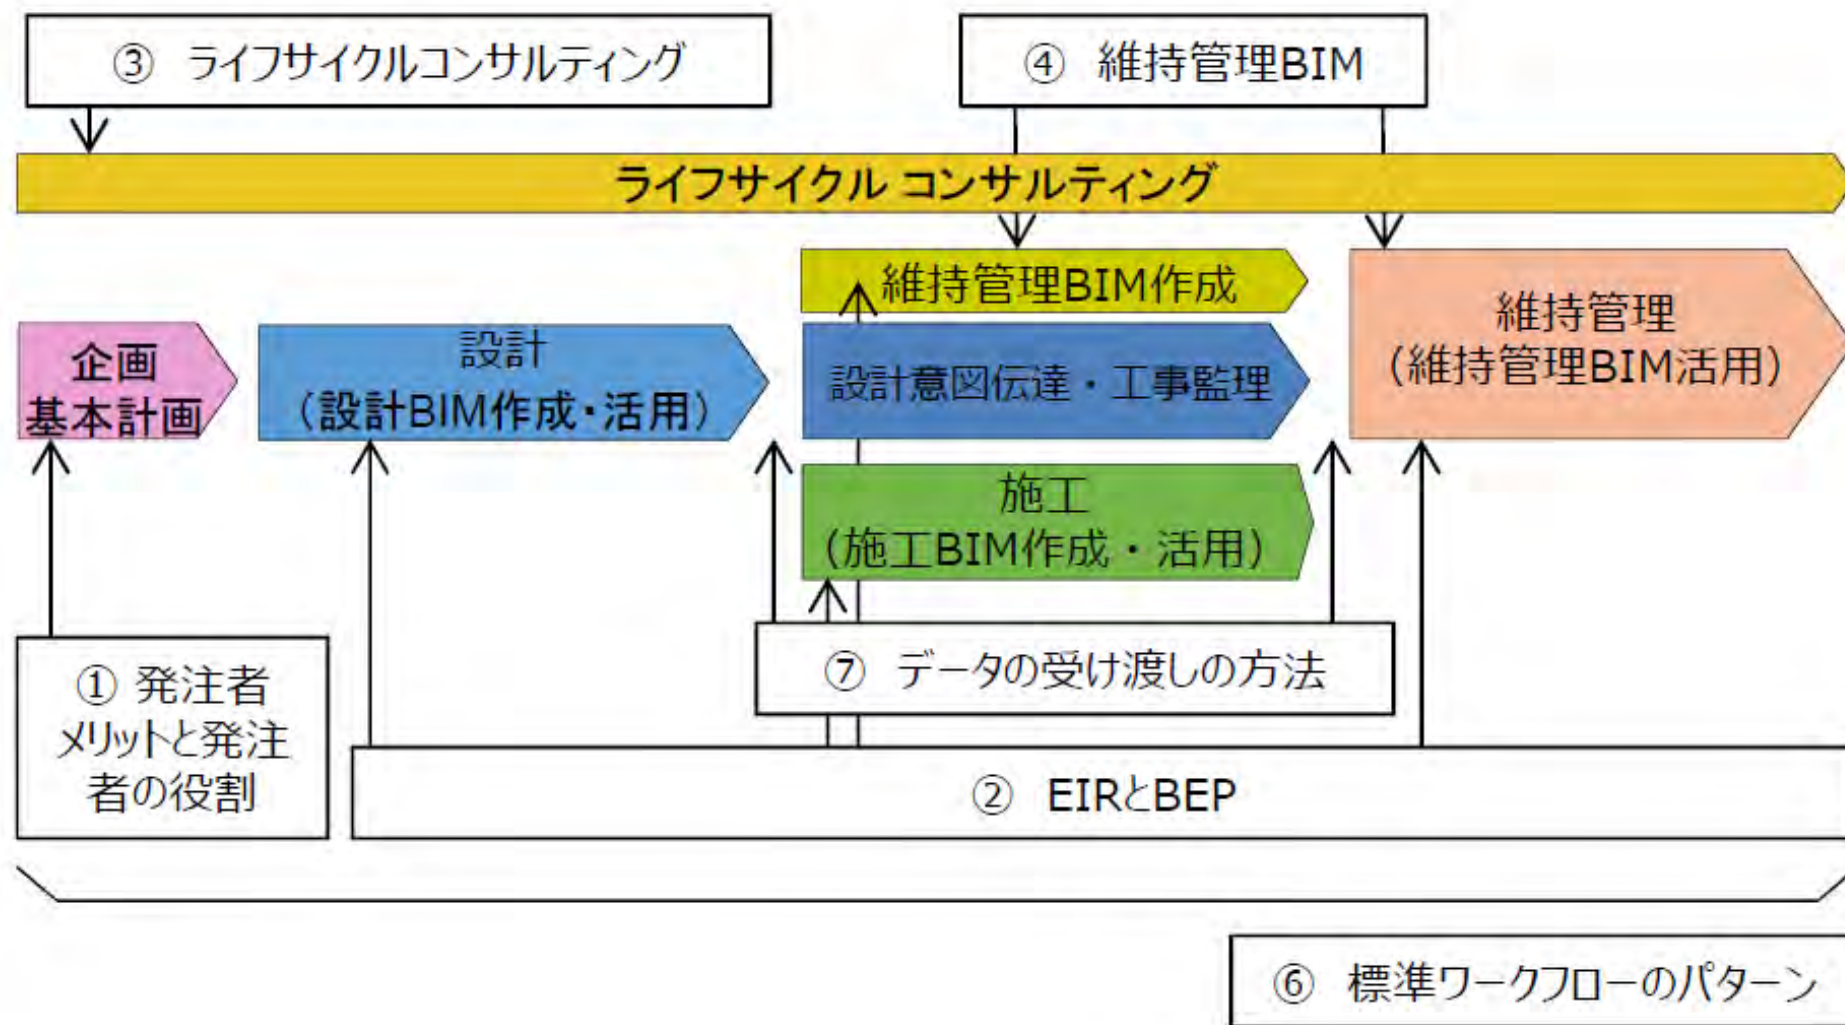 ③ ライフサイクルコンサルティング
④ 維持管理BIM
ライフサイクル コンサルティング
維持管理BIM作成
企画
基本計画
設計
（設計BIM作成・活用）
設計意図伝達・工事監理
維持管理
（維持管理BIM活用）
施工
（施工BIM作成・活用）
① 発注者
メリットと発注
者の役割
⑦ データの受け渡しの方法
② EIRとBEP
⑥ 標準ワークフローのパターン